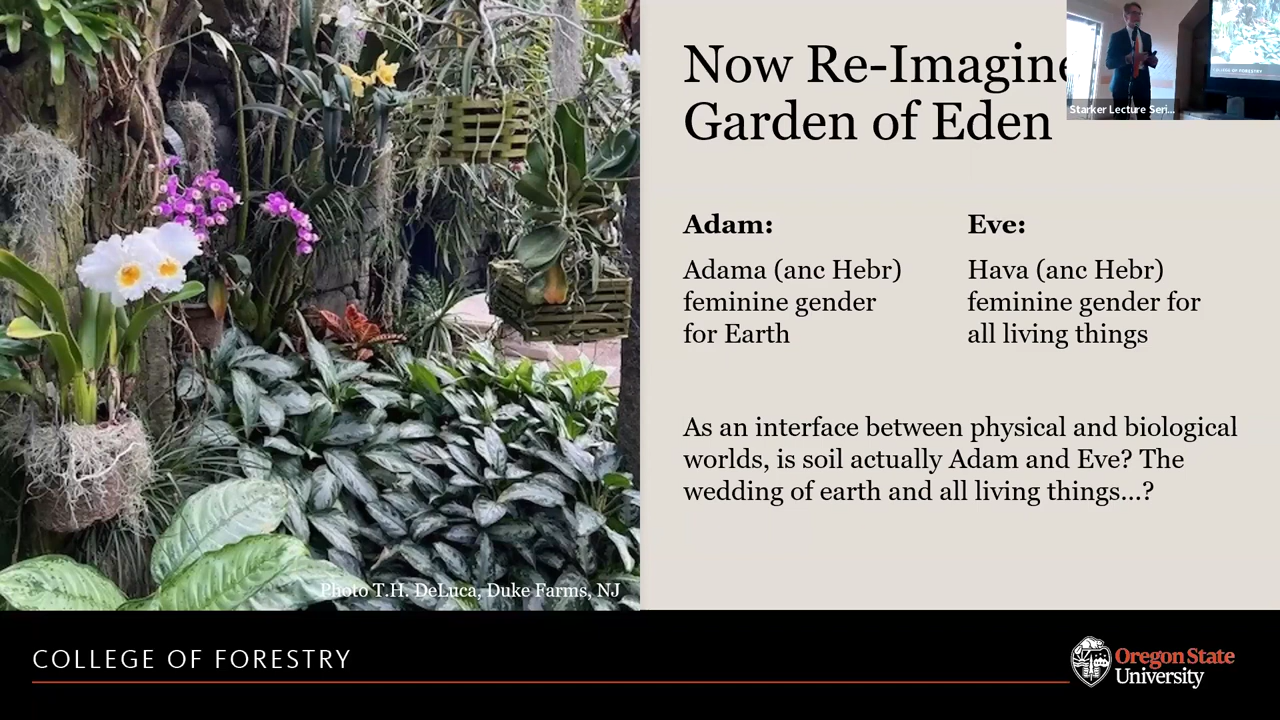 Now Re-Imagine
Garden of Eden
Starker Lecture Seri...
Adam:
Adama (anc Hebr)
feminine gender
for Earth
Eve:
Hava (anc Hebr)
feminine gender for
all living things
As an interface between physical and biological
worlds, is soil actually Adam and Eve? The
wedding of earth and all living things...?
Photo T.H. DeLuca, Duke Farms, NJ
COLLEGE OF FORESTRY
Oregon State
University